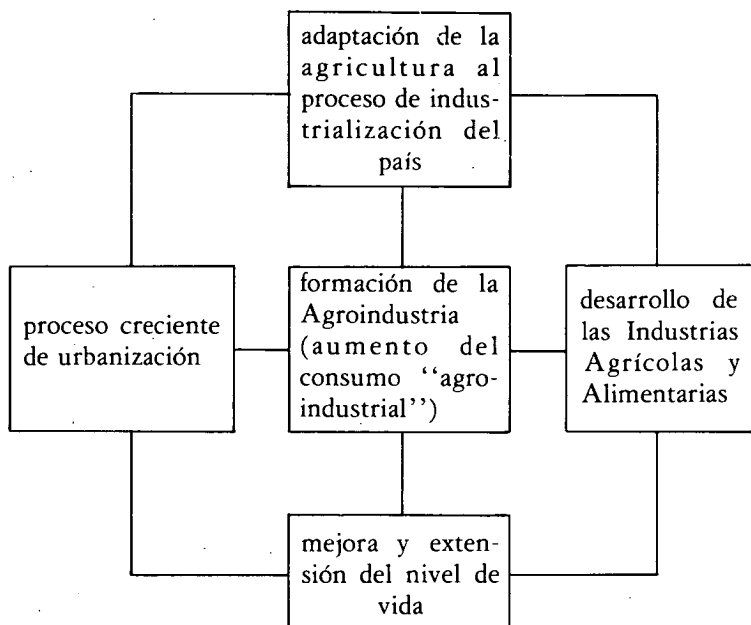 adaptación de la
agricultura al
proceso de indus-
trialización del
país
proceso creciente
de urbanización
formación de la
Agroindustria
(aumento del
consumo ‘‘agro-
industrial’’)
desarrollo de
las Industrias
Agrícolas y
Alimentarias
mejora y exten-
sión del nivel de
vida